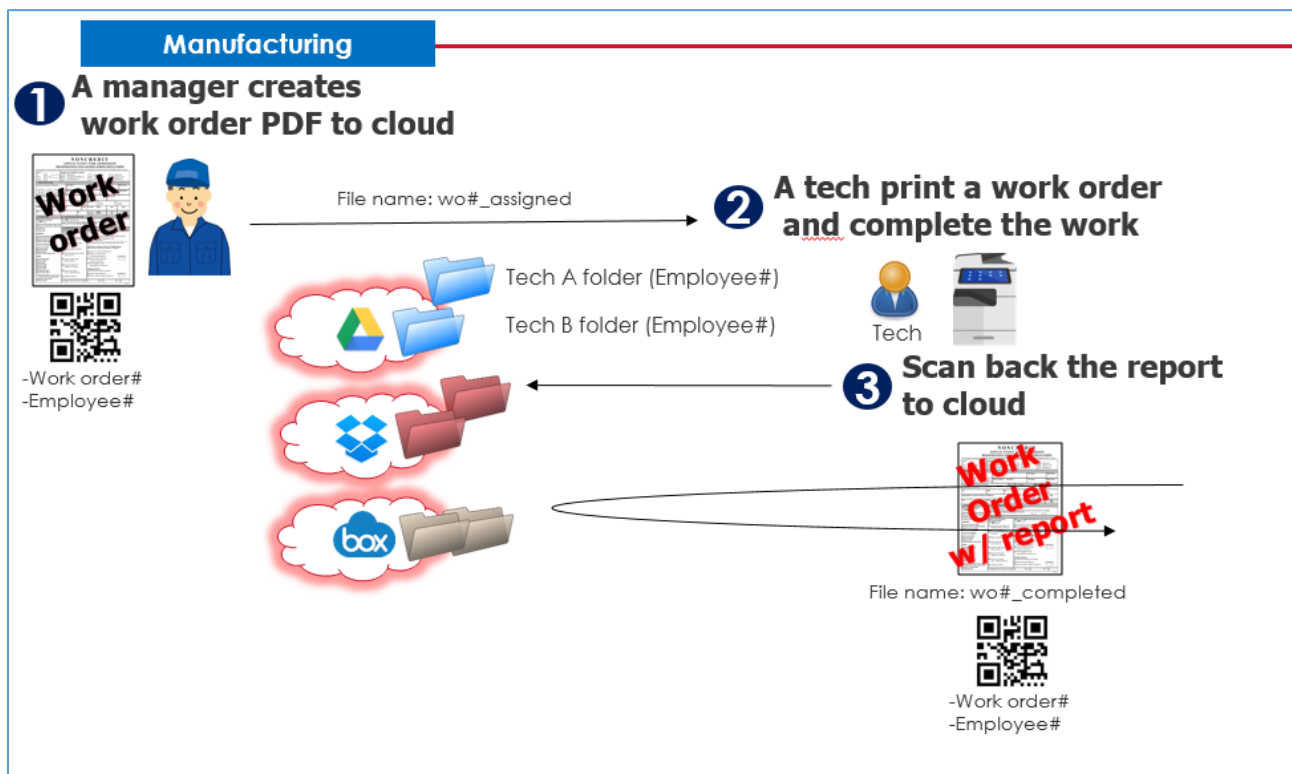 Manufacturing
1
A manager creates
work order PDF to cloud
NONCREDIT
Work
order
File name: wo#_assigned
2
A tech print a work order
and complete the work
-Work order#
-Employee#
Tech A folder (Employee#)
Tech B folder (Employee#)
Tech
3
Scan back the report
to cloud
box
NONCREDIT
Work
Order
w/ report
File name: wo#_completed
-Work order#
-Employee#